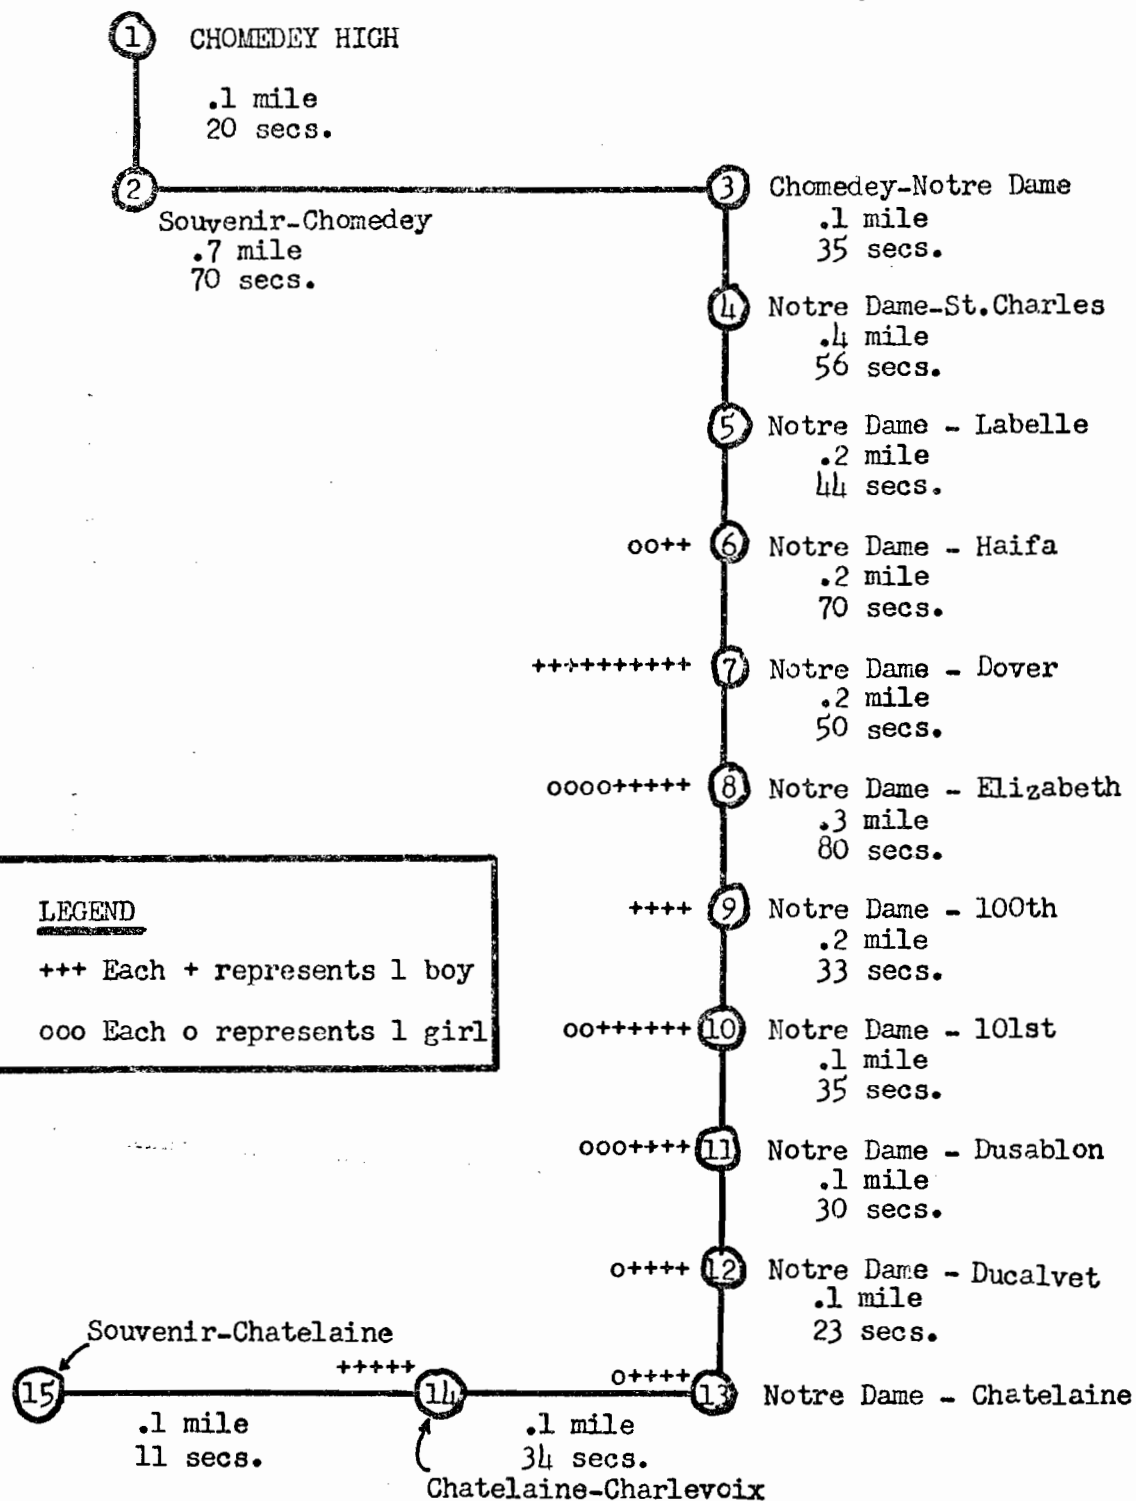 1 CHOMEDEY HIGH
.1 mile
20 secs.
2
Souvenir-Chomedey
.7 mile
70 secs.
3 Chomedey-Notre Dame
.1 mile
35 secs.
4 Notre Dame-St.Charles
.4 mile
56 secs.
5 Notre Dame - Labelle
.2 mile
44 secs.
oo++ 6 Notre Dame - Haifa
.2 mile
70 secs.
++++++++++ 7 Notre Dame - Dover
.2 mile
50 secs.
oooo+++++ 8 Notre Dame - Elizabeth
.3 mile
80 secs.
++++ 9 Notre Dame - 100th
.2 mile
33 secs.
oo++++++ 10 Notre Dame - 101st
.1 mile
35 secs.
ooo++++ 11 Notre Dame - Dusablon
.1 mile
30 secs.
o++++ 12 Notre Dame - Ducalvet
.1 mile
23 secs.
o++++ 13 Notre Dame - Chatelaine
.1 mile
34 secs.
+++++ 14
Chatelaine-Charlevoix
.1 mile
11 secs.
Souvenir-Chatelaine
15
LEGEND
+++ Each + represents 1 boy
ooo Each o represents 1 girl